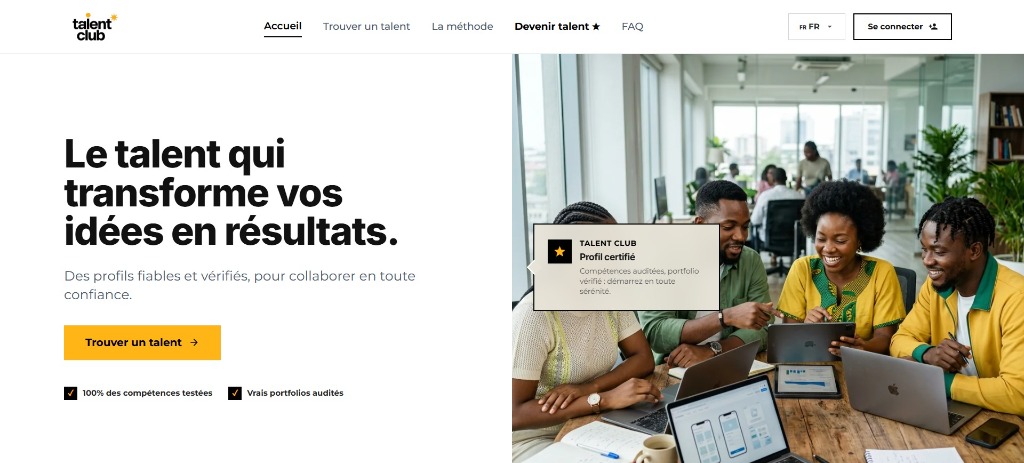 talent
club
Accueil
Trouver un talent
La méthode
Devenir talent ★
FAQ
FR FR
Se connecter
Le talent qui
transforme vos
idées en résultats.
Des profils fiables et vérifiés, pour collaborer en toute
confiance.
Trouver un talent →
100% des compétences testées
Vrais portfolios audités
TALENT CLUB
Profil certifié
Compétences auditées, portfolio
vérifié : démarrez en toute
sérénité.